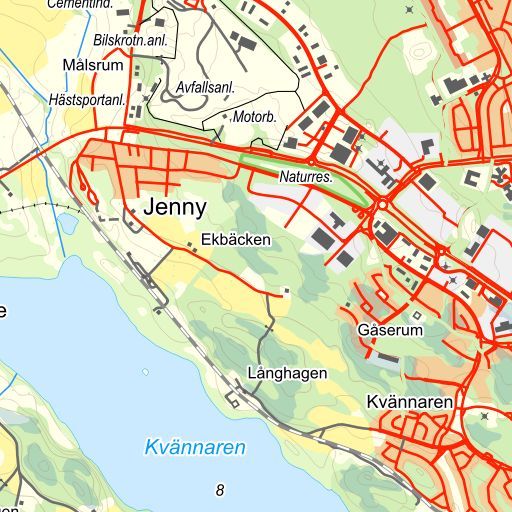 Cementind.
Bilskrotn.anl.
Målsrum
Avfallsanl.
Hästsportanl.
Motorb.
Naturres.
Jenny
Ekbäcken
e
Gåserum
Långhagen
Kvännaren
Kvännaren
8